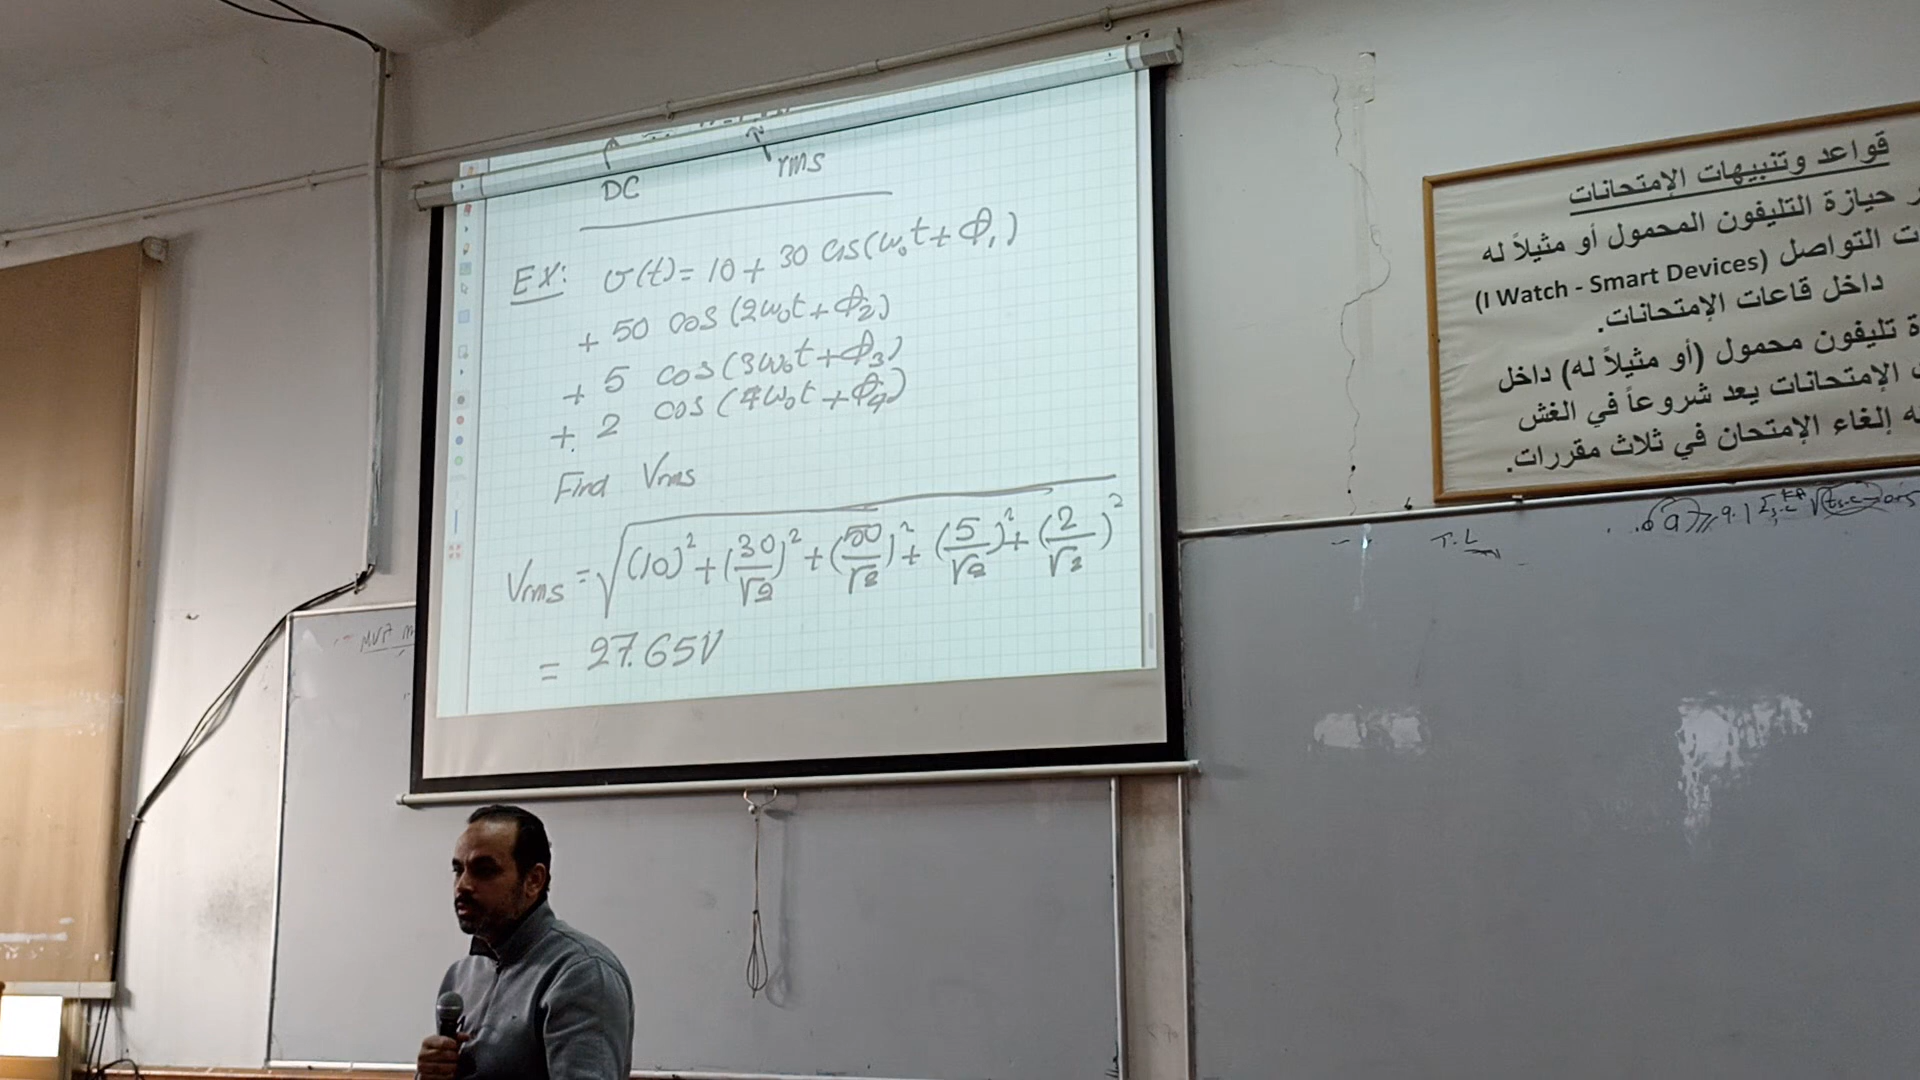 DC
rms
EX: v(t) = 10 + 30 cos(ω₀t + Φ₁)
+ 50 cos (2ω₀t + Φ₂)
+ 5 cos (3ω₀t + Φ₃)
+ 2 cos (4ω₀t + Φ₄)
Find Vrms
Vrms = √((10)² + (30/√2)² + (50/√2)² + (5/√2)² + (2/√2)²)
= 27.65V
قواعد وتنبيهات الإمتحانات
حيازة التليفون المحمول أو مثيلاً له
التواصل (I Watch - Smart Devices)
داخل قاعات الإمتحانات.
تليفون محمول (أو مثيلاً له) داخل
الإمتحانات يعد شروعاً في الغش
إلغاء الإمتحان في ثلاث مقررات.
T.L
MVA